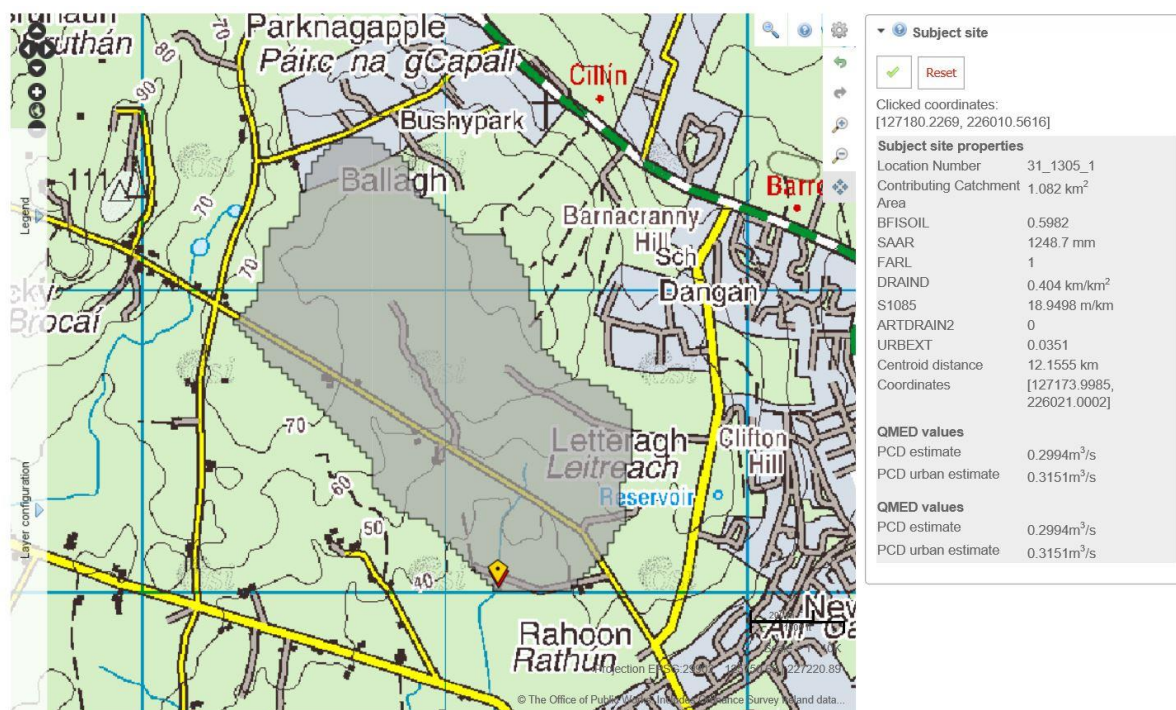 Parknagapple
Páirc na gCapall
80
90
70
Cillín
Bushypark
Ballagh
111
70
70
Barnacranny
Hill
Sch
Dangan
Legend
Brocaí
70
Letteragh
Leitreach
Clifton
Hill
Reservoir
60
50
40
Layer configuration
Rahoon
Rathún
227220.89
© The Office of Public Works. Includes Ordnance Survey Ireland data...
Subject site
Reset
Clicked coordinates:
[127180.2269, 226010.5616]
Subject site properties
Location Number 31_1305_1
Contributing Catchment Area 1.082 km²
BFISOIL 0.5982
SAAR 1248.7 mm
FARL 1
DRAIND 0.404 km/km²
S1085 18.9498 m/km
ARTDRAIN2 0
URBEXT 0.0351
Centroid distance 12.1555 km
Coordinates [127173.9985,
226021.0002]
QMED values
PCD estimate 0.2994m³/s
PCD urban estimate 0.3151m³/s
QMED values
PCD estimate 0.2994m³/s
PCD urban estimate 0.3151m³/s